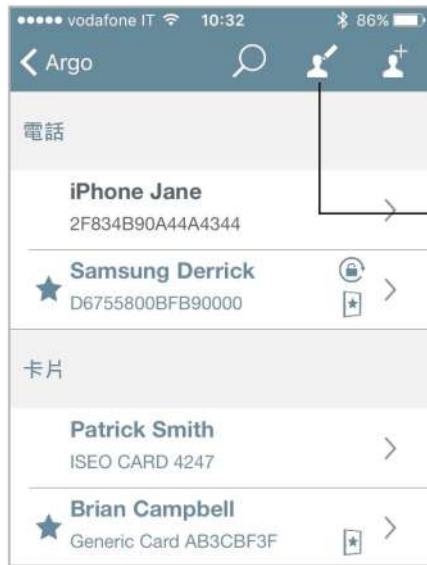 vodafone IT 10:32 86%
Argo
電話
iPhone Jane
2F834B90A44A4344
Samsung Derrick
D6755800BFB90000
卡片
Patrick Smith
ISEO CARD 4247
Brian Campbell
Generic Card AB3CBF3F